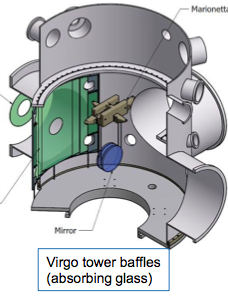 Marionetta
Mirror
Virgo tower baffles
(absorbing glass)